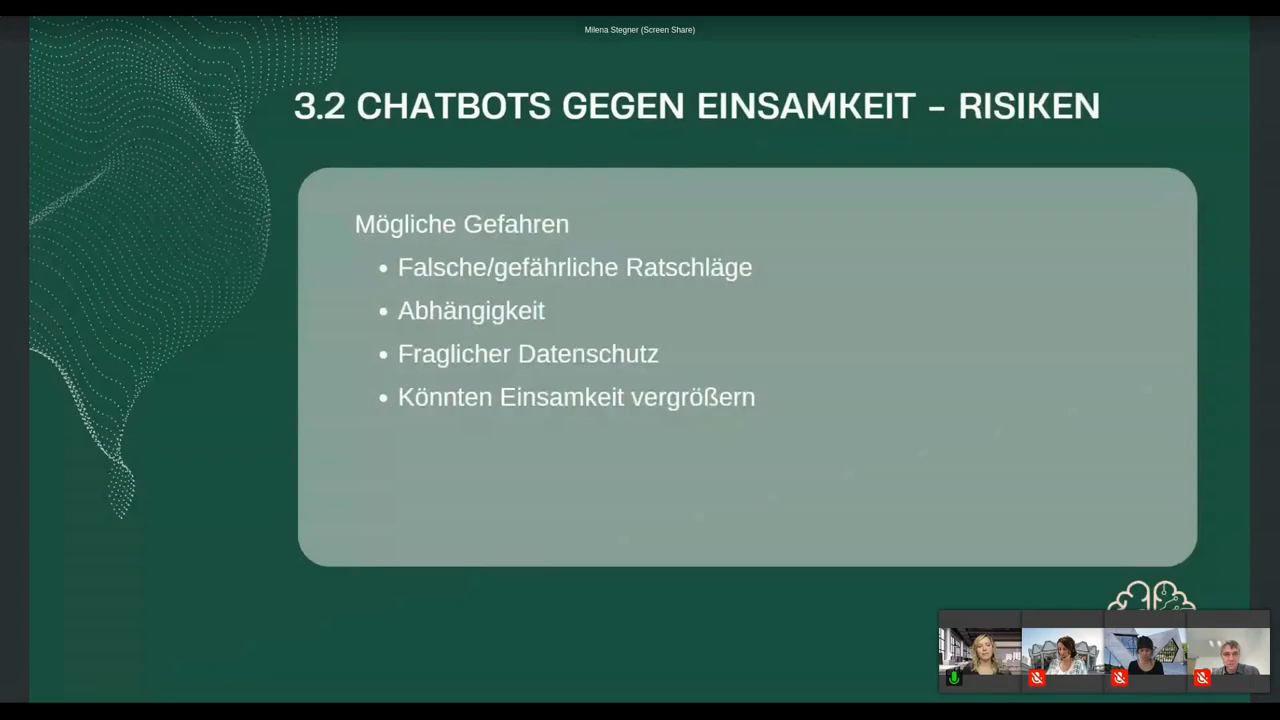 Milena Stegner (Screen Share)
3.2 CHATBOTS GEGEN EINSAMKEIT – RISIKEN
Mögliche Gefahren
• Falsche/gefährliche Ratschläge
• Abhängigkeit
• Fraglicher Datenschutz
• Könnten Einsamkeit vergrößern